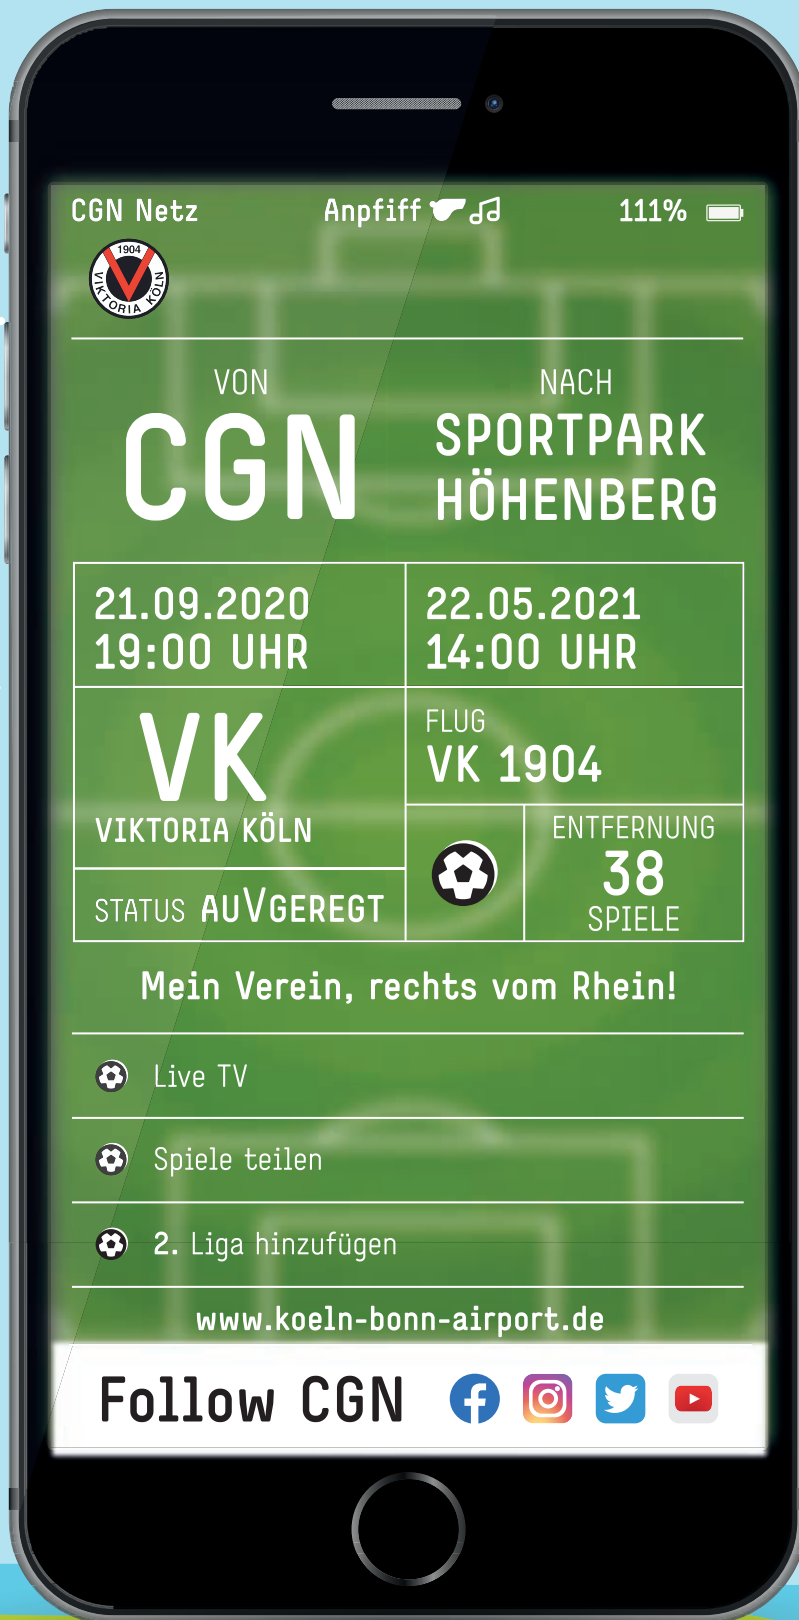 CGN Netz Anpfiff 111%
1904
VIKTORIA KÖLN
VON
CGN
NACH
SPORTPARK
HÖHENBERG
21.09.2020
19:00 UHR
22.05.2021
14:00 UHR
VK
VIKTORIA KÖLN
FLUG
VK 1904
STATUS AUVGEREGT
ENTFERNUNG
38
SPIELE
Mein Verein, rechts vom Rhein!
Live TV
Spiele teilen
2. Liga hinzufügen
www.koeln-bonn-airport.de
Follow CGN